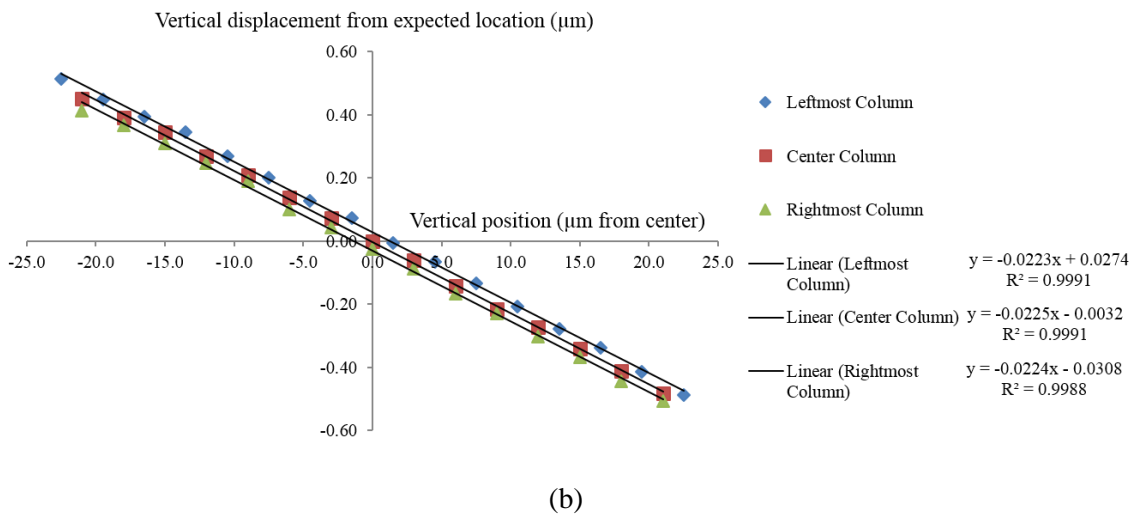 Vertical displacement from expected location (µm)
0.60
0.40
0.20
0.00
-0.20
-0.40
-0.60
-25.0 -20.0 -15.0 -10.0 -5.0 0.0 5.0 10.0 15.0 20.0 25.0
Vertical position (µm from center)
Leftmost Column
Center Column
Rightmost Column
Linear (Leftmost
Column)
y = -0.0223x + 0.0274
R² = 0.9991
Linear (Center Column)
y = -0.0225x - 0.0032
R² = 0.9991
Linear (Rightmost
Column)
y = -0.0224x - 0.0308
R² = 0.9988
(b)